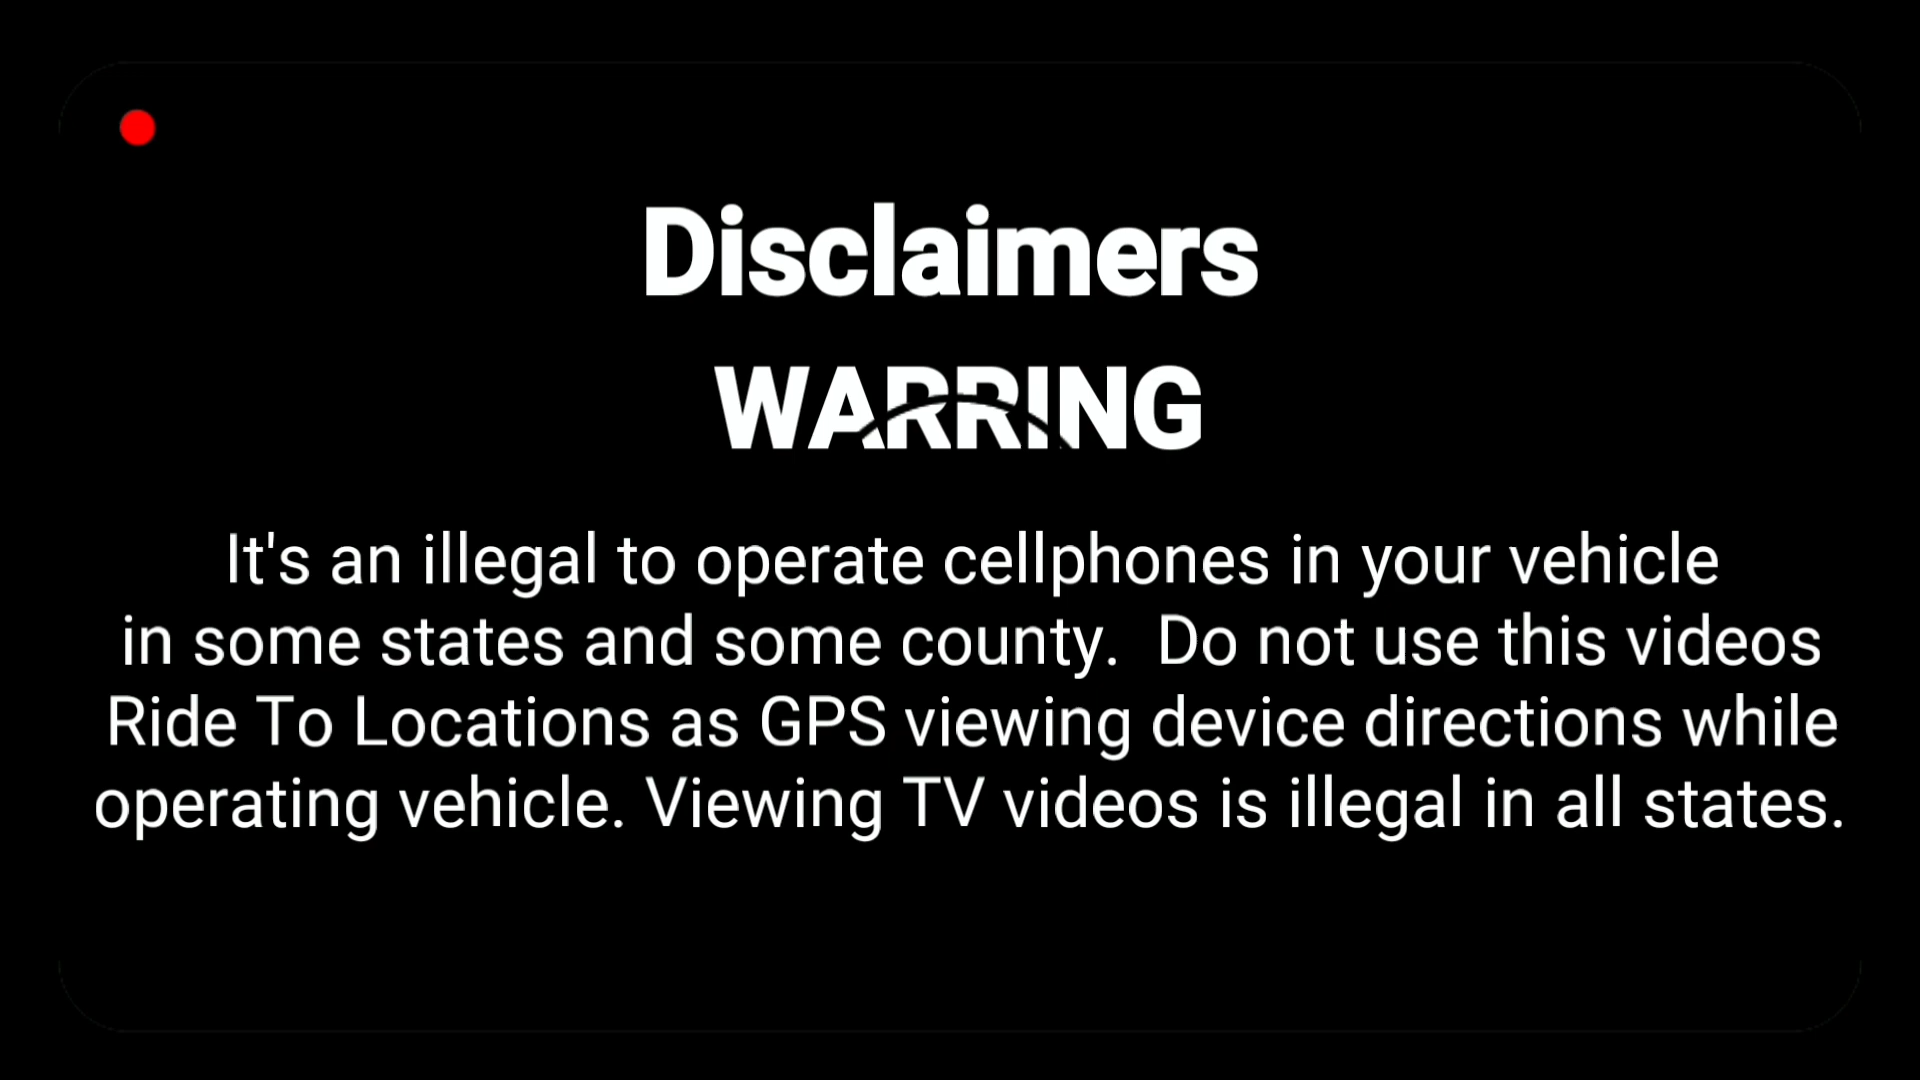 Disclaimers
WARRING
It's an illegal to operate cellphones in your vehicle
in some states and some county.  Do not use this videos
Ride To Locations as GPS viewing device directions while
operating vehicle. Viewing TV videos is illegal in all states.